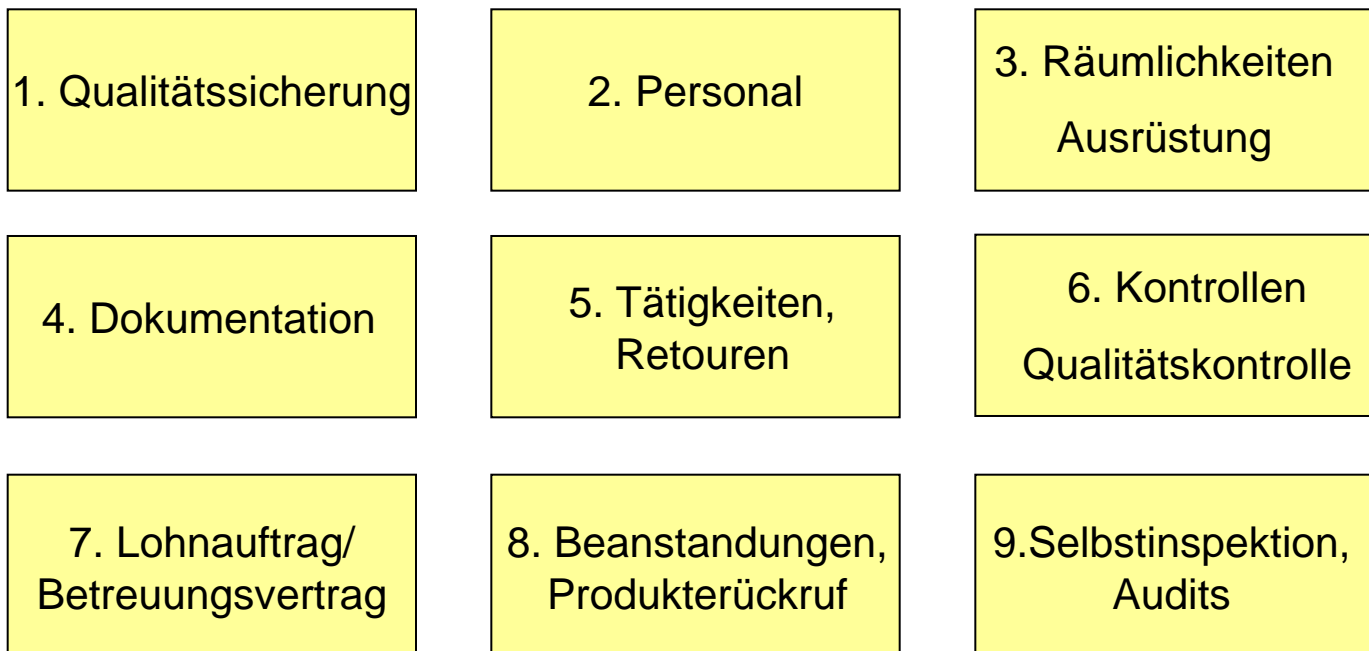 1. Qualitätssicherung
2. Personal
3. Räumlichkeiten
Ausrüstung
4. Dokumentation
5. Tätigkeiten,
Retouren
6. Kontrollen
Qualitätskontrolle
7. Lohnauftrag/
Betreuungsvertrag
8. Beanstandungen,
Produkterückruf
9.Selbstinspektion,
Audits